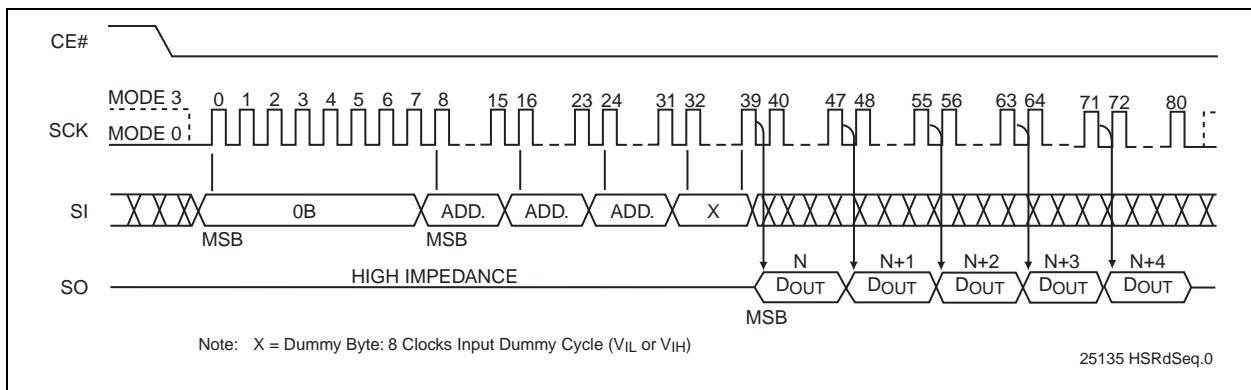 CE#
MODE 3
0 1 2 3 4 5 6 7 8 15 16 23 24 31 32 39 40 47 48 55 56 63 64 71 72 80
SCK
MODE 0
SI
0B ADD. ADD. ADD. X
MSB MSB
N N+1 N+2 N+3 N+4
HIGH IMPEDANCE
SO
DOUT DOUT DOUT DOUT DOUT
MSB
Note: X = Dummy Byte: 8 Clocks Input Dummy Cycle (VIL or VIH)
25135 HSRdSeq.0